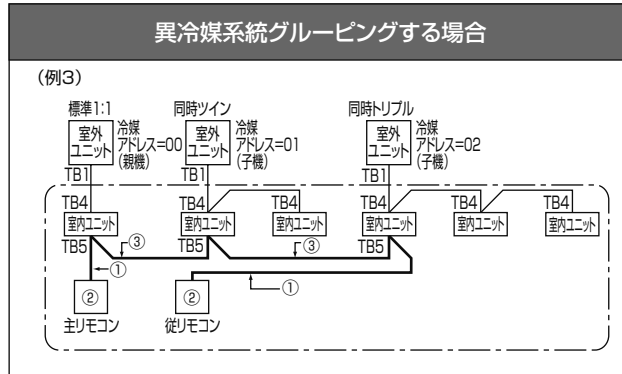 異冷媒系統グルーピングする場合
(例3)
標準1:1 同時ツイン 同時トリプル
室外ユニット 冷媒アドレス=00(親機) 室外ユニット 冷媒アドレス=01(子機) 室外ユニット 冷媒アドレス=02(子機)
TB1 TB1 TB1
TB4 TB4 TB4 TB4 TB4 TB4
室内ユニット 室内ユニット 室内ユニット 室内ユニット 室内ユニット 室内ユニット
TB5 ③ TB5 ③ TB5
① ①
② ②
主リモコン 従リモコン